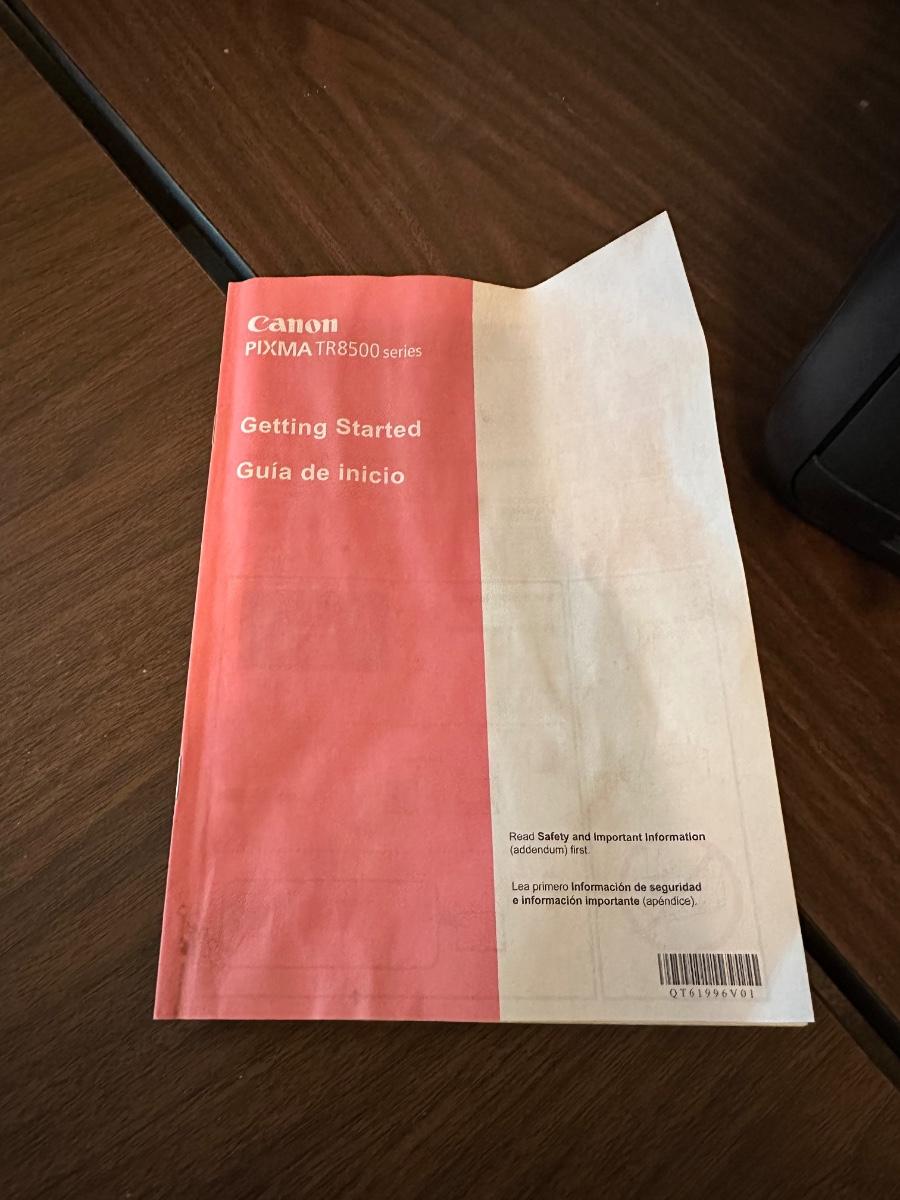 Canon
PIXMA TR8500 series
Getting Started
Guía de inicio
Read Safety and Important Information
(addendum) first.
Lea primero Información de seguridad
e información importante (apéndice).
QT61996V01